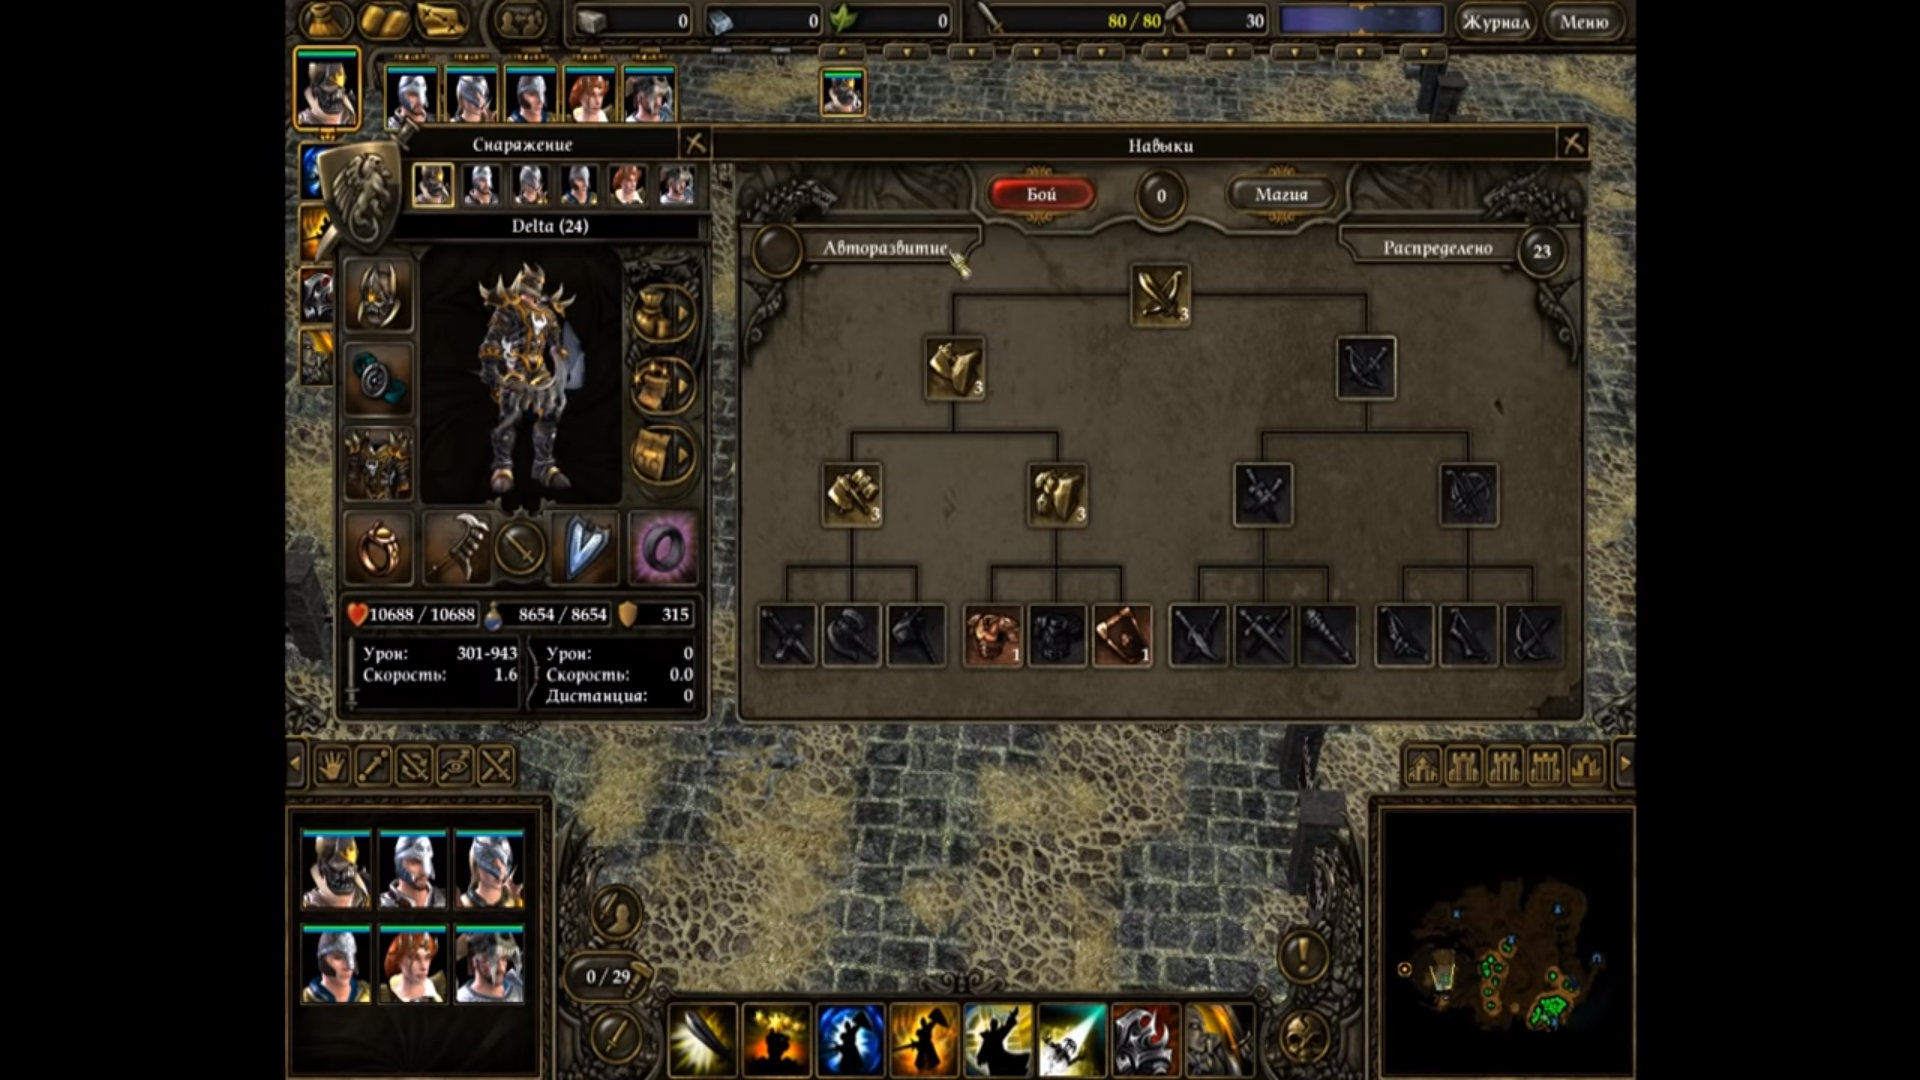 0
0
0
80 / 80
30
Журнал
Меню
Снаряжение
Навыки
Бой
0
Магия
Delta (24)
Авторазвитие
Распределено
23
3
3
3
3
1
1
10688 / 10688
8654 / 8654
315
Урон: 301-943
Скорость: 1.6
Урон: 0
Скорость: 0.0
Дистанция: 0
0 / 29